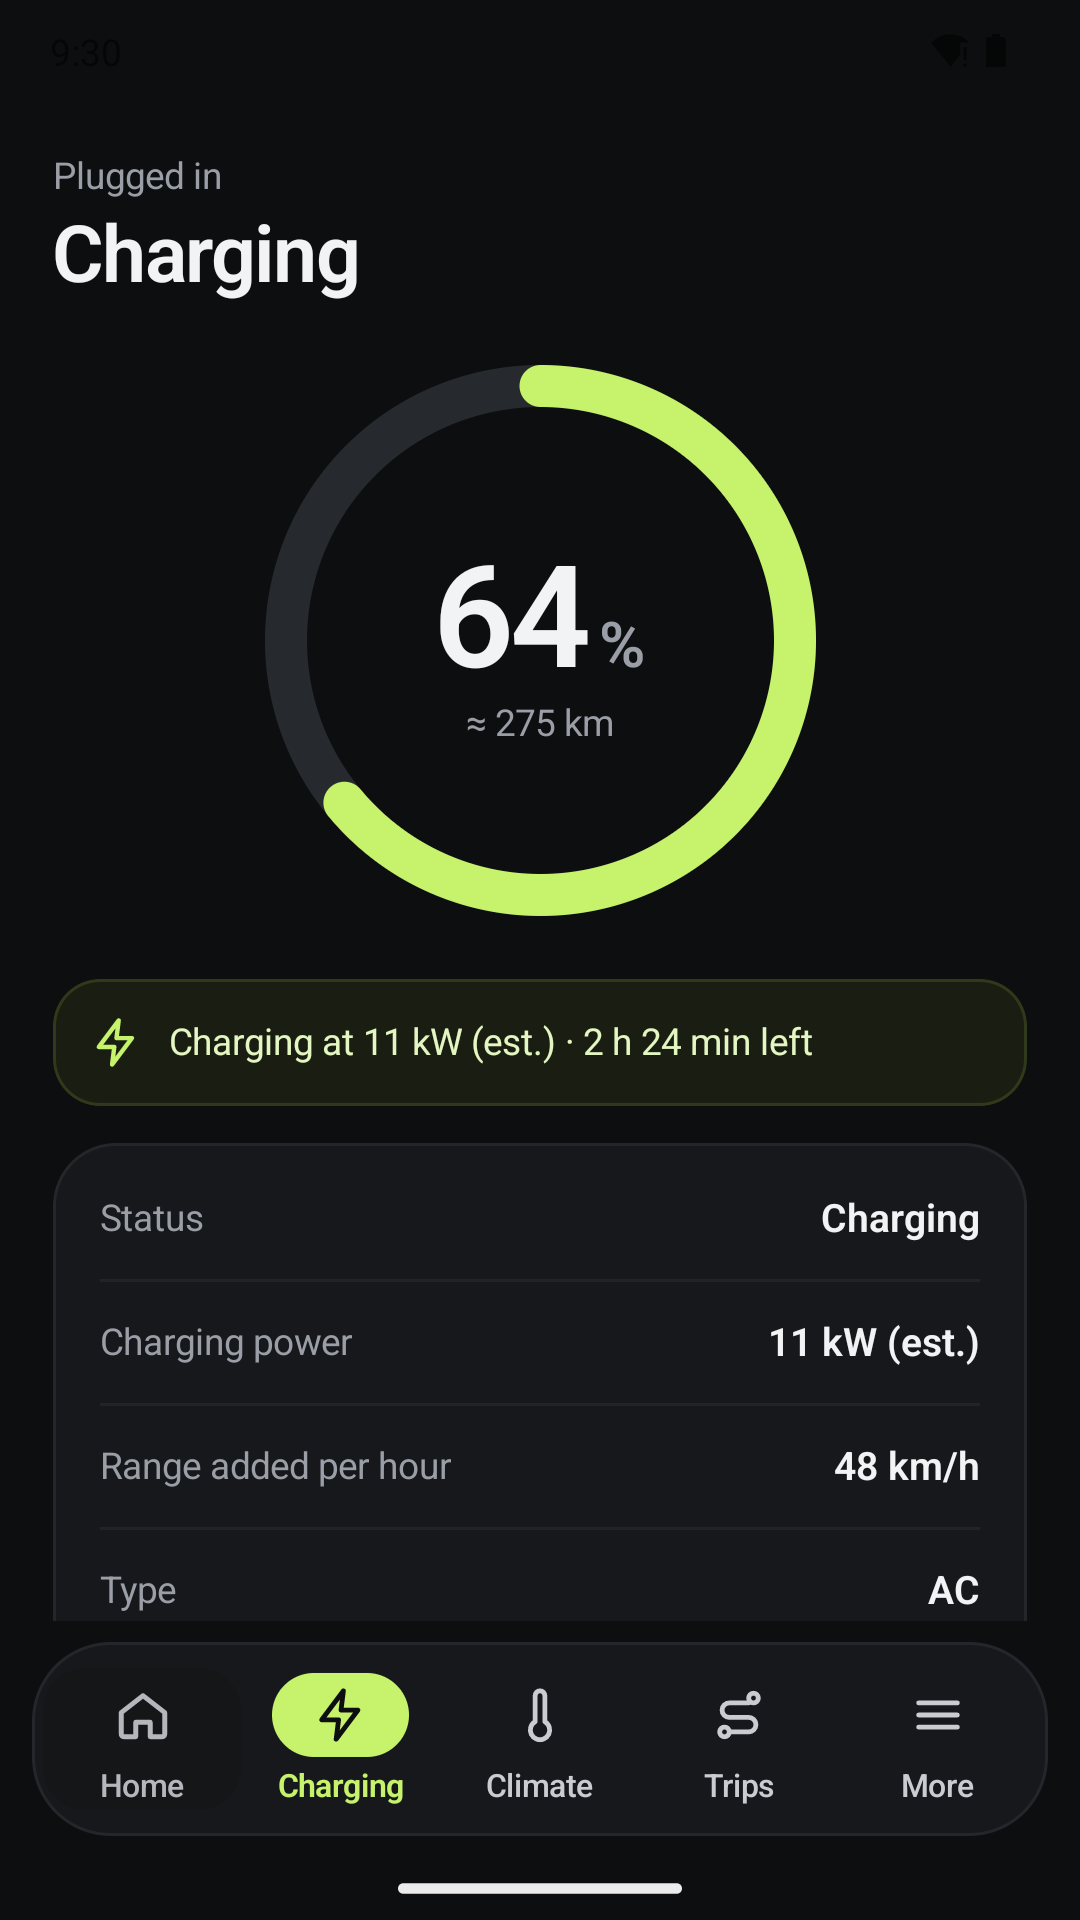 9:30
Plugged in
Charging
64 %
≈ 275 km
Charging at 11 kW (est.) · 2 h 24 min left
Status Charging
Charging power 11 kW (est.)
Range added per hour 48 km/h
Type AC
Home Charging Climate Trips More